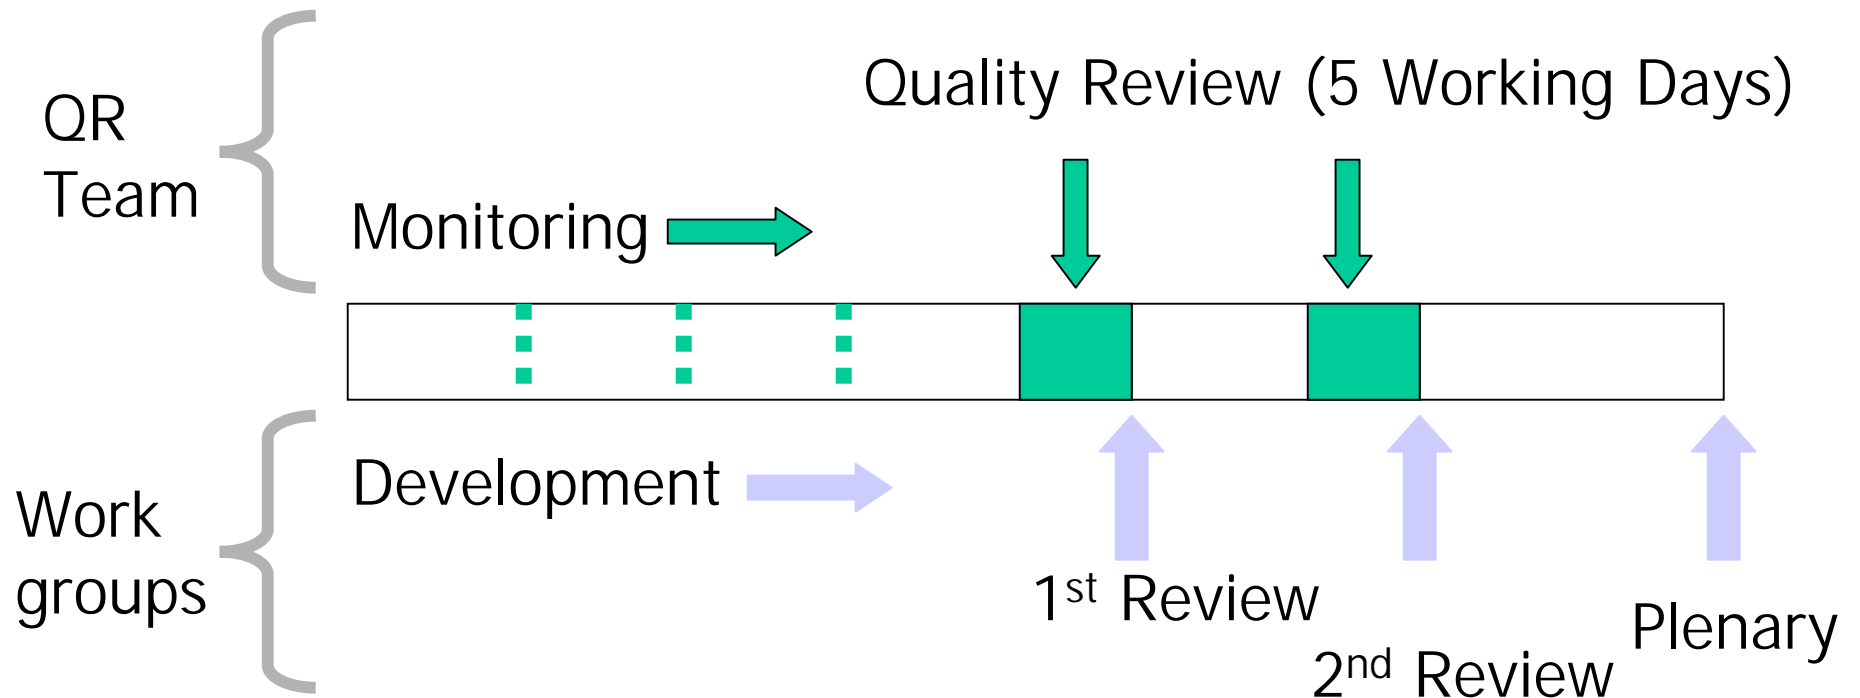 Quality Review (5 Working Days)
QR
Team
Monitoring
Development
Work
groups
1st Review
2nd Review
Plenary